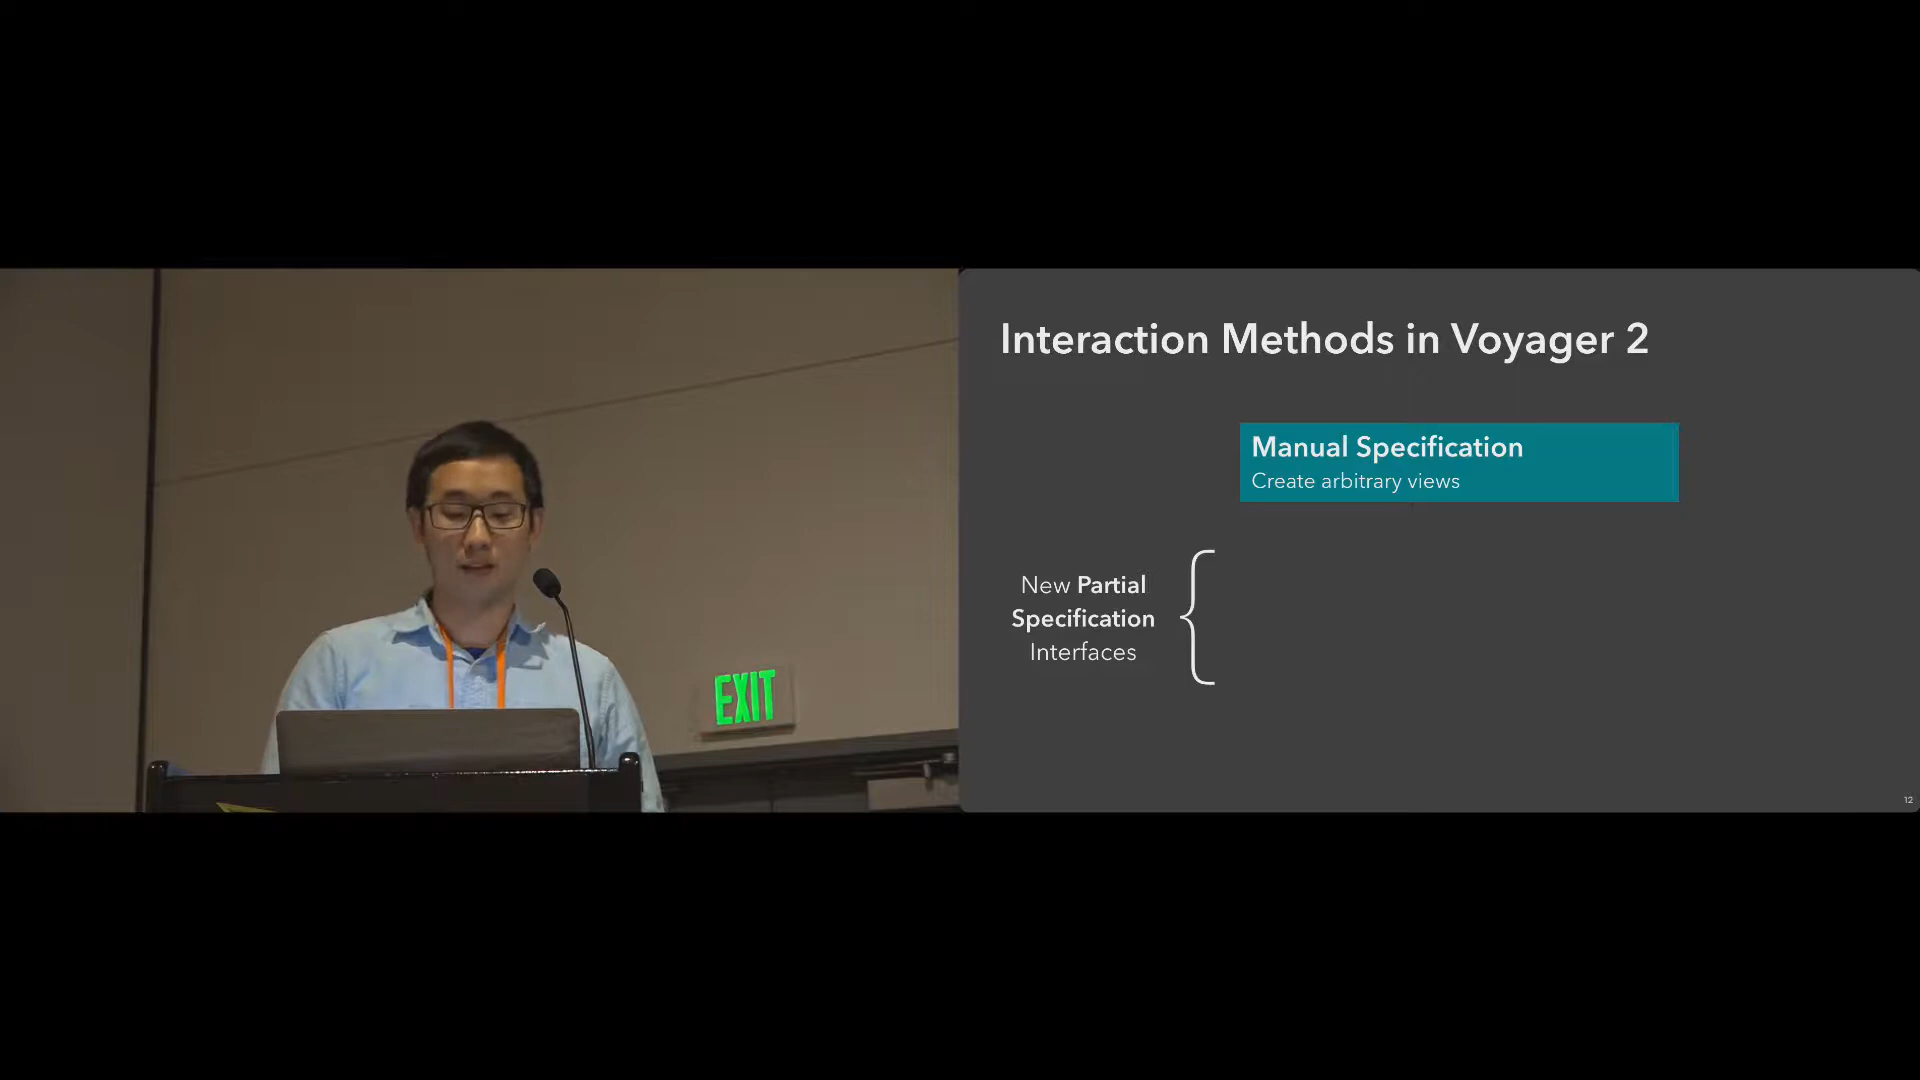 Interaction Methods in Voyager 2
Manual Specification
Create arbitrary views
New Partial
Specification
Interfaces
EXIT
12